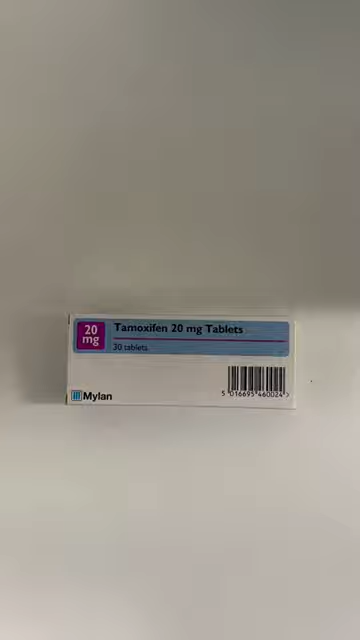 20
mg
Tamoxifen 20 mg Tablets
30 tablets
Mylan
5 016695 460024 >